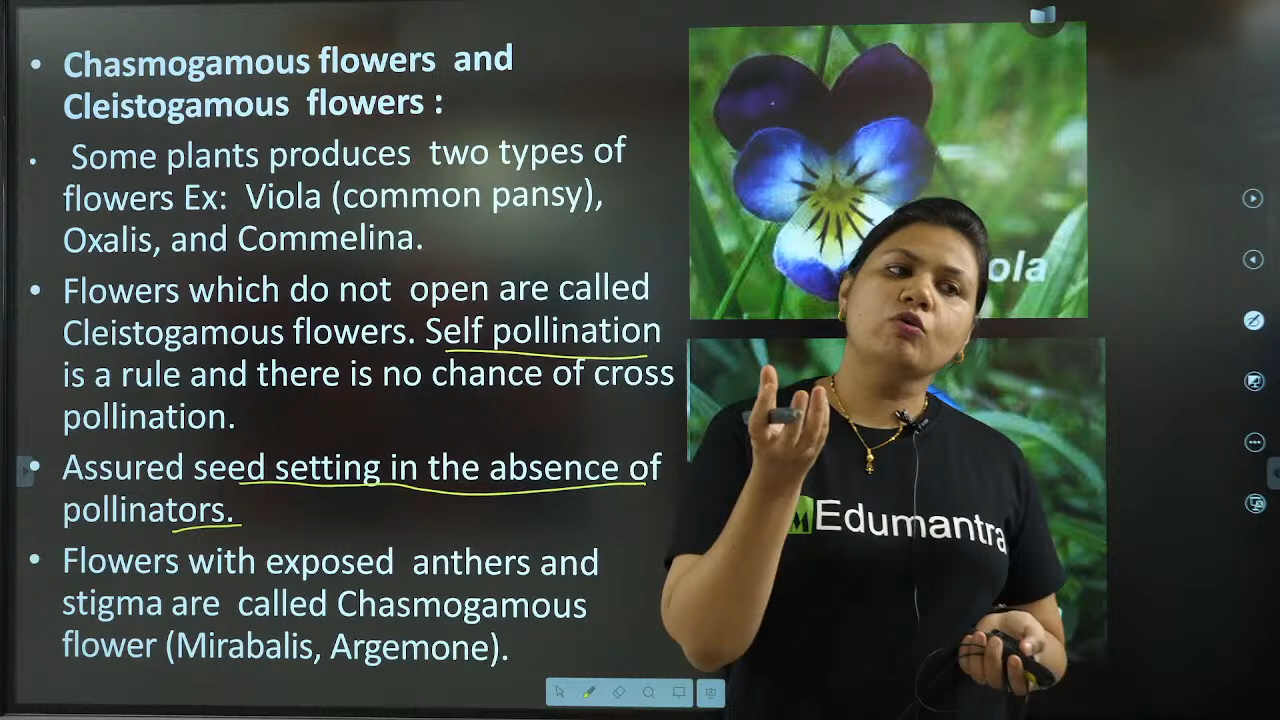 • Chasmogamous flowers and
Cleistogamous flowers :
• Some plants produces two types of
flowers Ex: Viola (common pansy),
Oxalis, and Commelina.
• Flowers which do not open are called
Cleistogamous flowers. Self pollination
is a rule and there is no chance of cross
pollination.
• Assured seed setting in the absence of
pollinators.
• Flowers with exposed anthers and
stigma are called Chasmogamous
flower (Mirabalis, Argemone).
ola
Edumantra